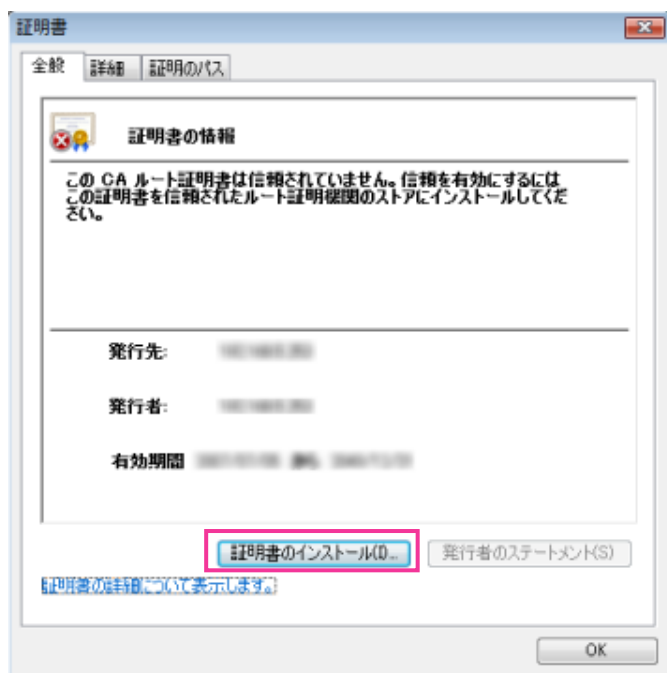 証明書
全般 詳細 証明のパス
証明書の情報
この CA ルート証明書は信頼されていません。信頼を有効にするには
この証明書を信頼されたルート証明機関のストアにインストールしてくだ
さい。
発行先:
発行者:
有効期間 から
証明書のインストール(I)... 発行者のステートメント(S)
証明書の詳細について表示します。
OK